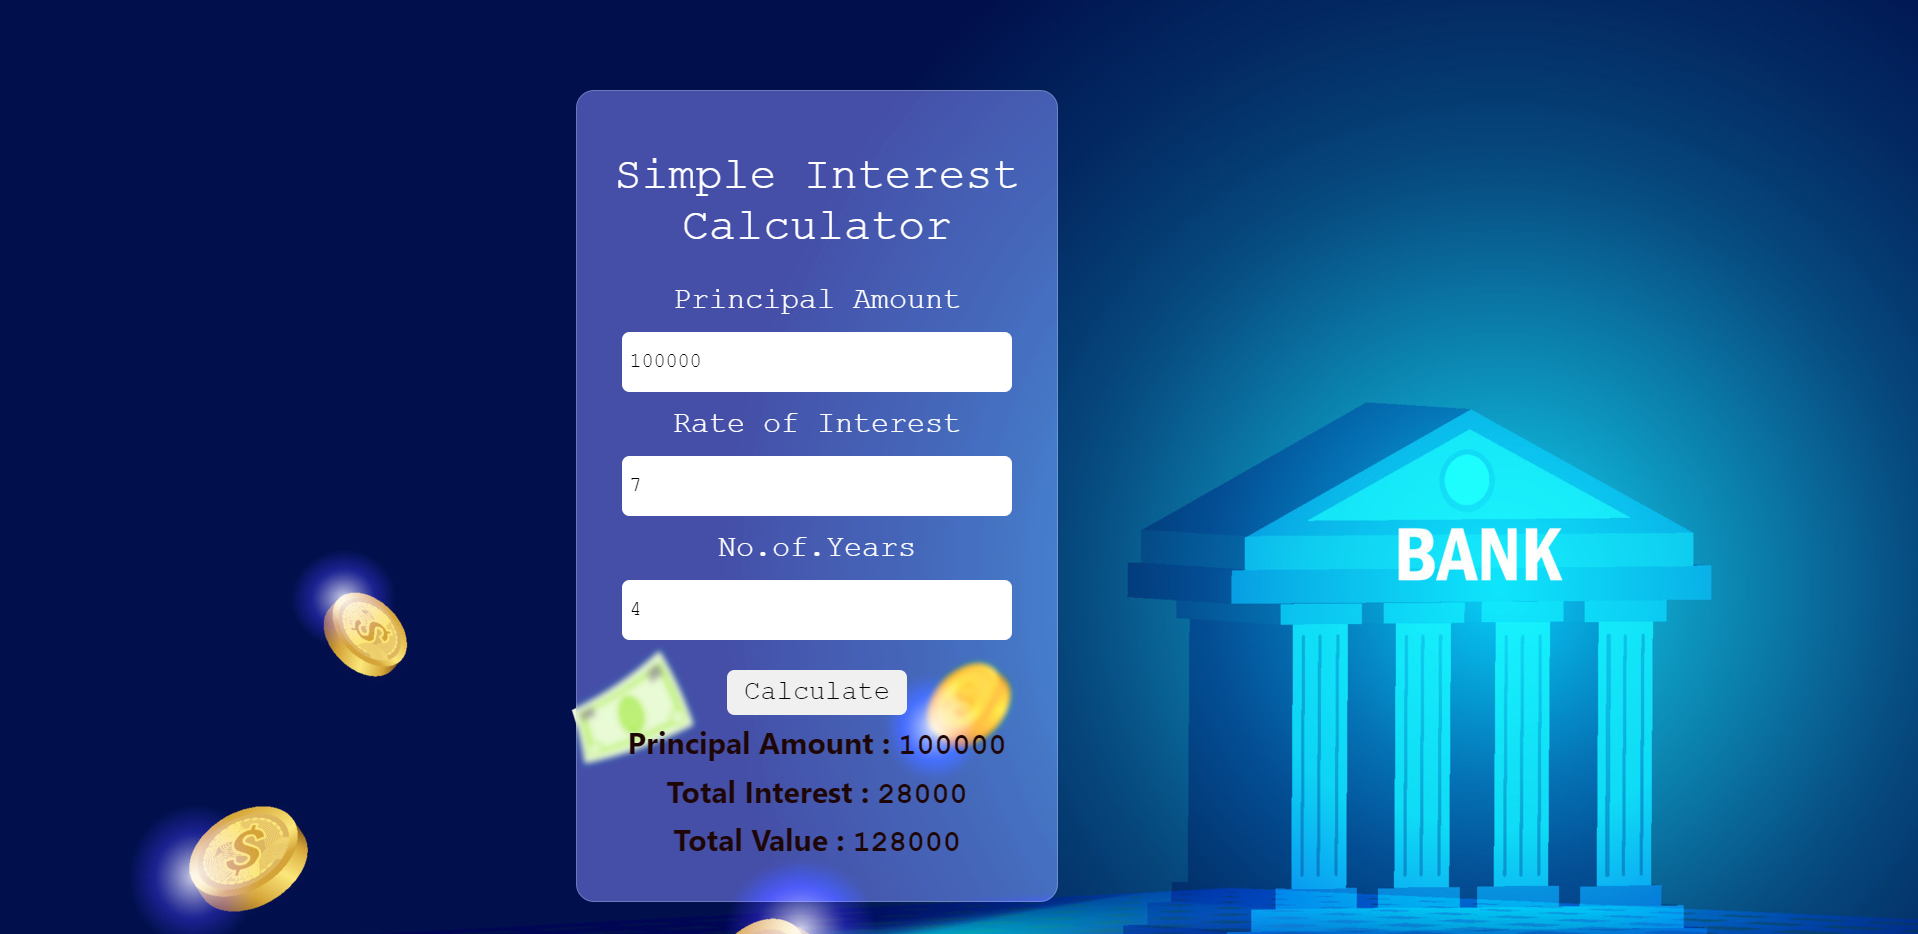 Simple Interest
Calculator
Principal Amount
100000
Rate of Interest
7
No.of.Years
4
Calculate
Principal Amount : 100000
Total Interest : 28000
Total Value : 128000
BANK
$
$